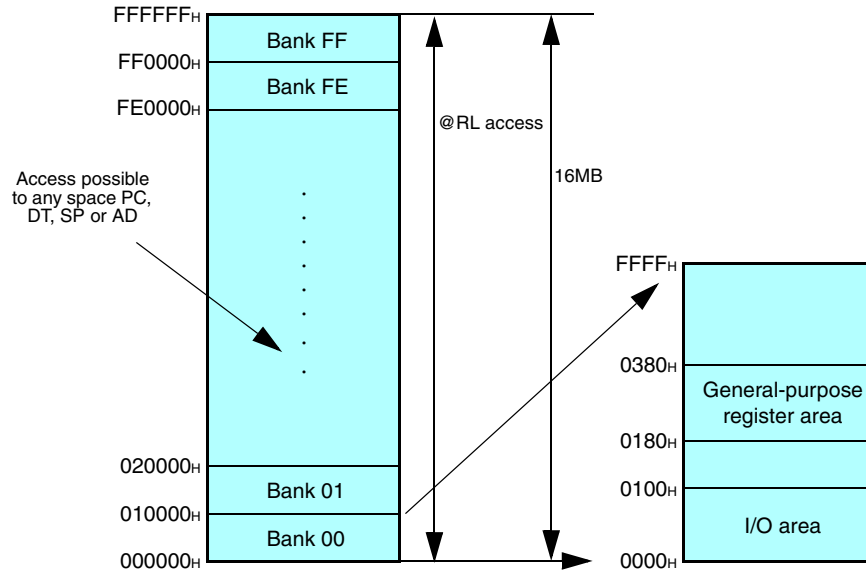 FFFFFFH
Bank FF
FF0000H
Bank FE
FE0000H
@RL access
16MB
Access possible
to any space PC,
DT, SP or AD
020000H
Bank 01
010000H
Bank 00
000000H
FFFFH
0380H
General-purpose
register area
0180H
0100H
I/O area
0000H